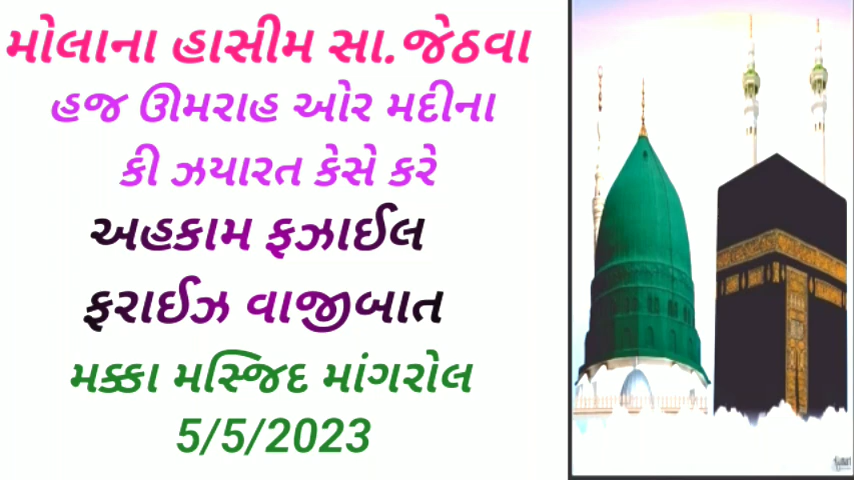 મોલાના હાસીમ સા.જેઠવા
હજ ઊમરાહ ઓર મદીના
કી ઝયારત કેસે કરે
અહકામ ફઝાઈલ
ફરાઈઝ વાજીબાત
મક્કા મસ્જિદ માંગરોલ
5/5/2023